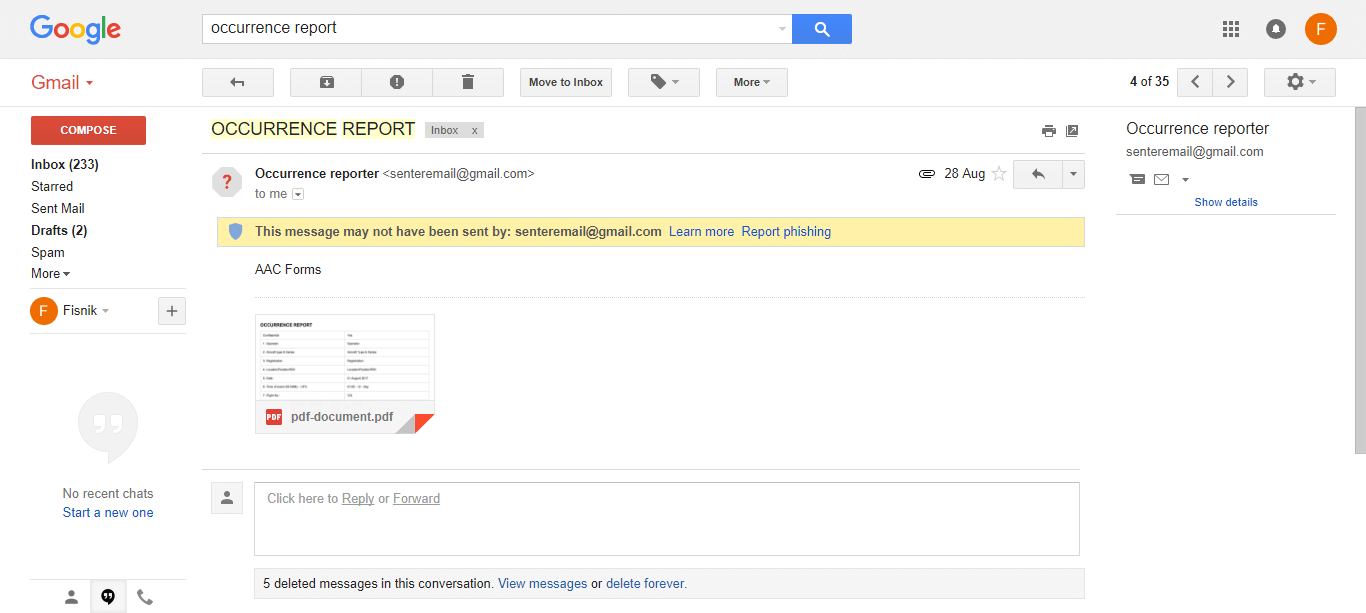 Google
occurrence report
F
Gmail
Move to Inbox
More
4 of 35
COMPOSE
Inbox (233)
Starred
Sent Mail
Drafts (2)
Spam
More
F
Fisnik
+
No recent chats
Start a new one
OCCURRENCE REPORT Inbox x
?
Occurrence reporter <senteremail@gmail.com>
28 Aug
to me
This message may not have been sent by: senteremail@gmail.com Learn more Report phishing
AAC Forms
OCCURRENCE REPORT
PDF pdf-document.pdf
Click here to Reply or Forward
5 deleted messages in this conversation. View messages or delete forever.
Occurrence reporter
senteremail@gmail.com
Show details